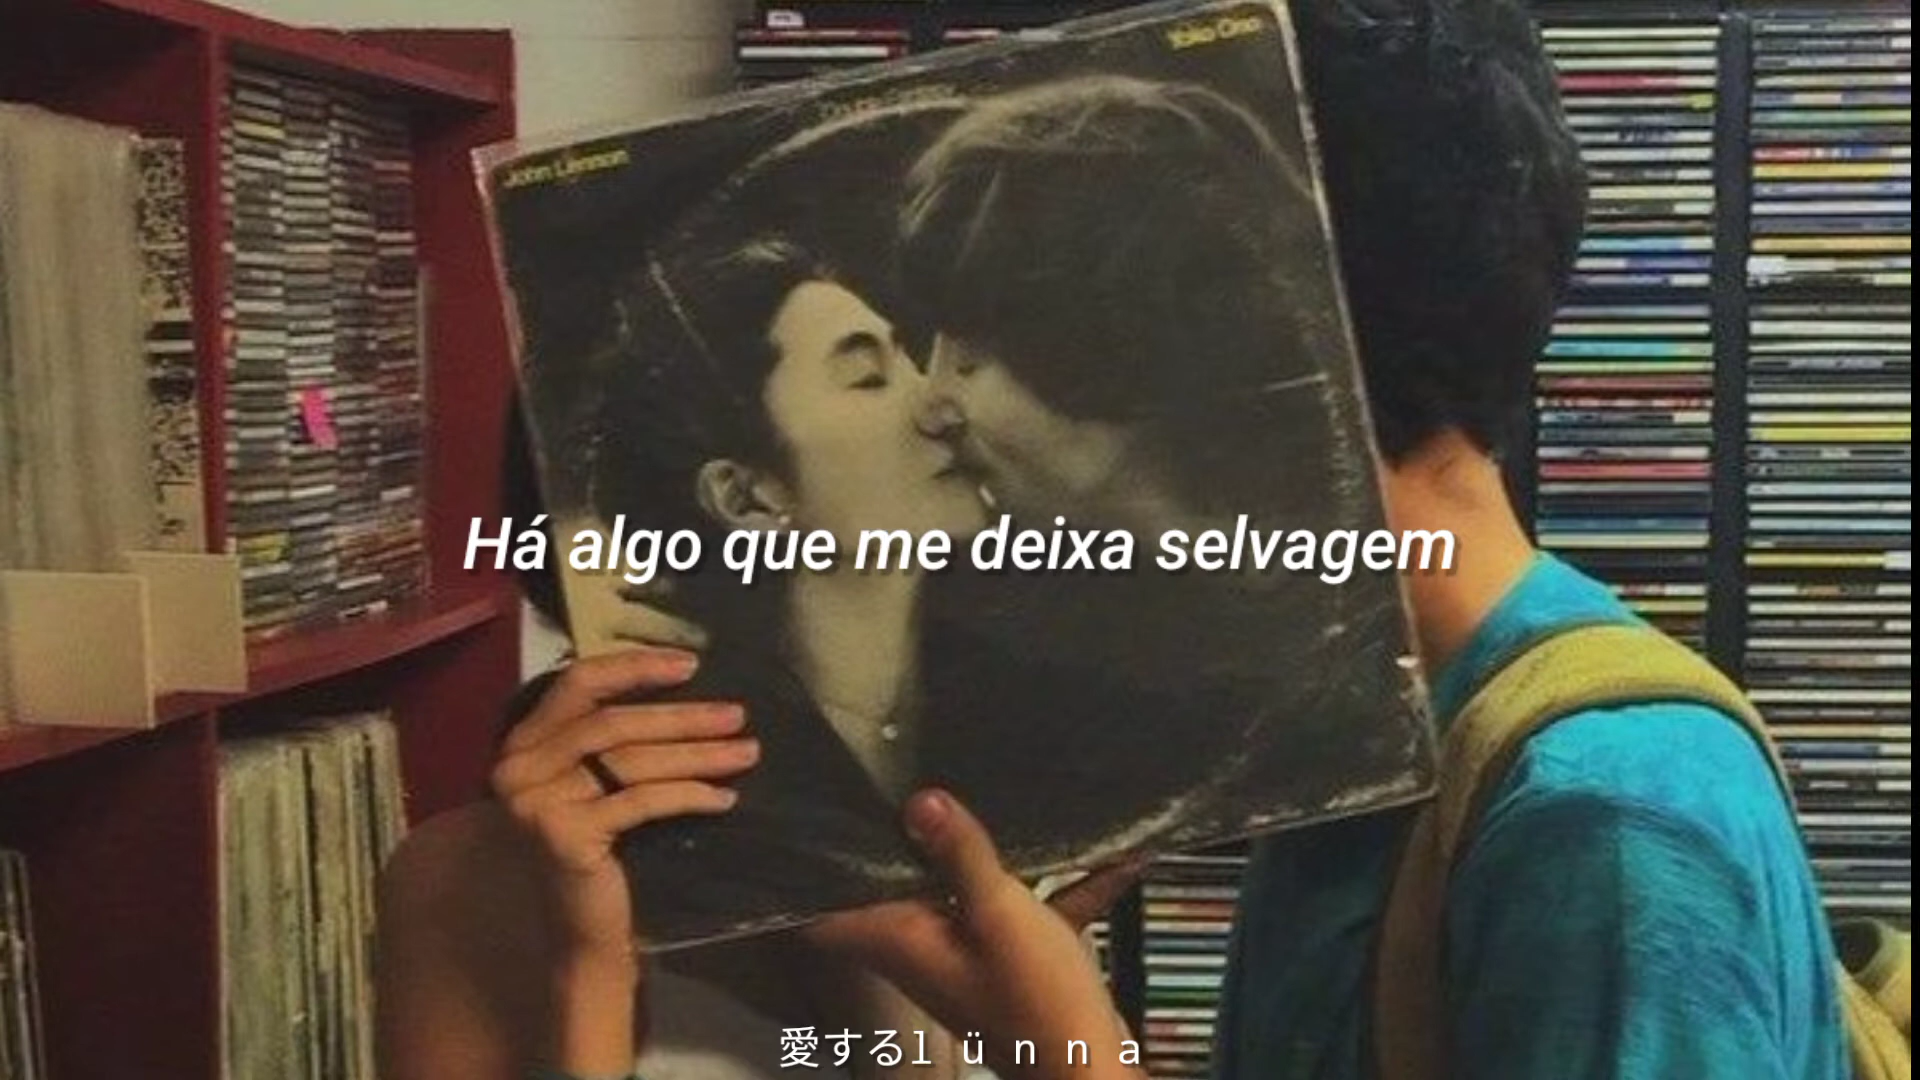 Yoko Ono
John Lennon
Há algo que me deixa selvagem
愛するl ü n n a